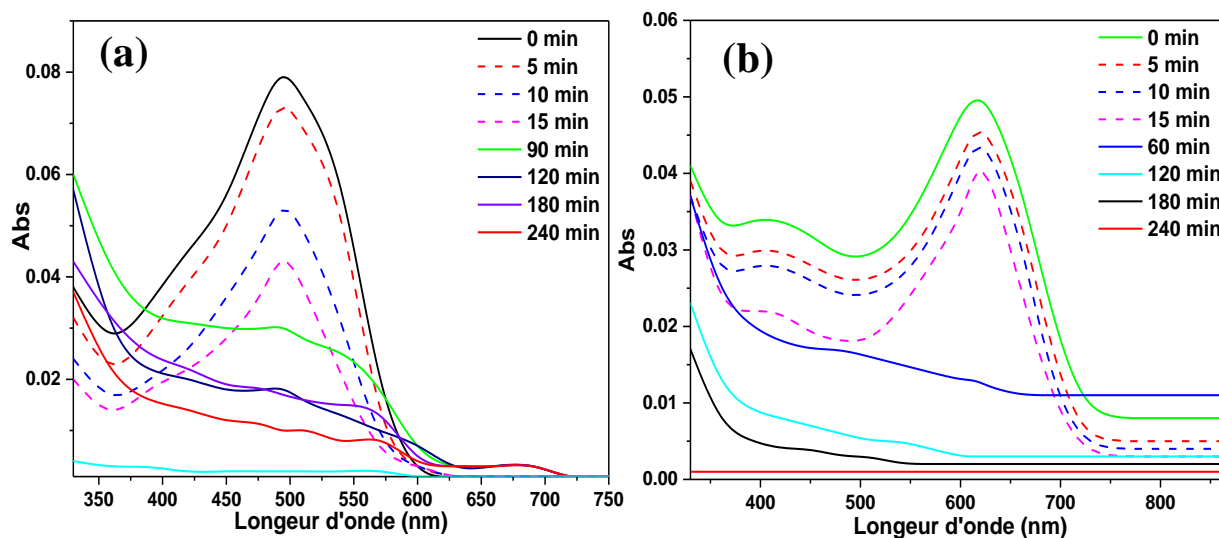 (a)
0 min
5 min
10 min
15 min
90 min
120 min
180 min
240 min
Abs
0.08
0.06
0.04
0.02
350 400 450 500 550 600 650 700 750
Longeur d'onde (nm)
(b)
0 min
5 min
10 min
15 min
60 min
120 min
180 min
240 min
Abs
0.06
0.05
0.04
0.03
0.02
0.01
0.00
400 500 600 700 800
Longeur d'onde (nm)